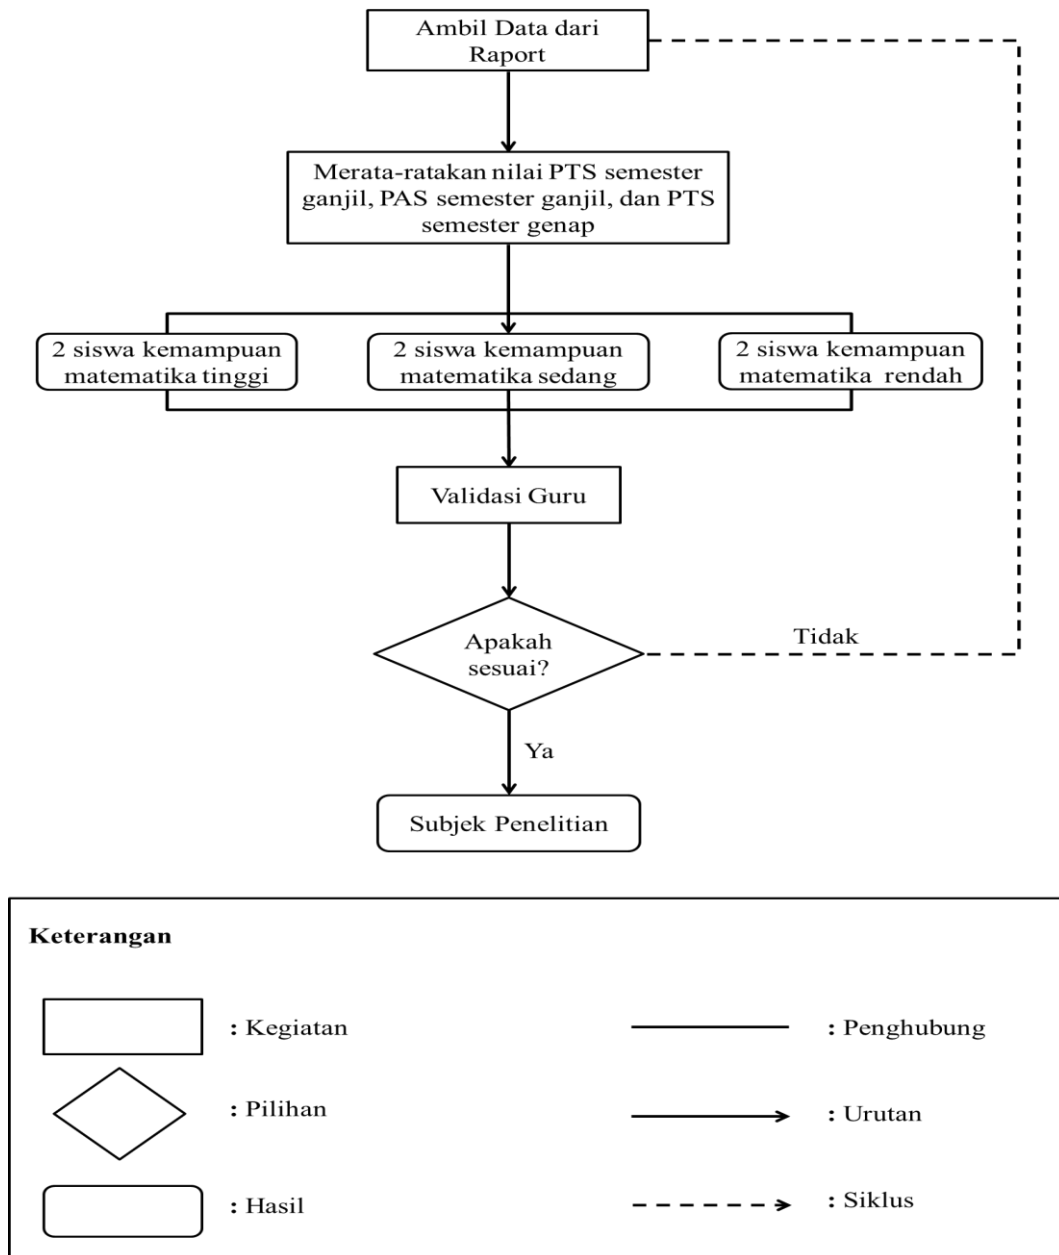 Ambil Data dari
Raport
Merata-ratakan nilai PTS semester
ganjil, PAS semester ganjil, dan PTS
semester genap
2 siswa kemampuan
matematika tinggi
2 siswa kemampuan
matematika sedang
2 siswa kemampuan
matematika rendah
Validasi Guru
Apakah
sesuai?
Tidak
Ya
Subjek Penelitian
Keterangan
: Kegiatan
: Penghubung
: Pilihan
: Urutan
: Hasil
: Siklus